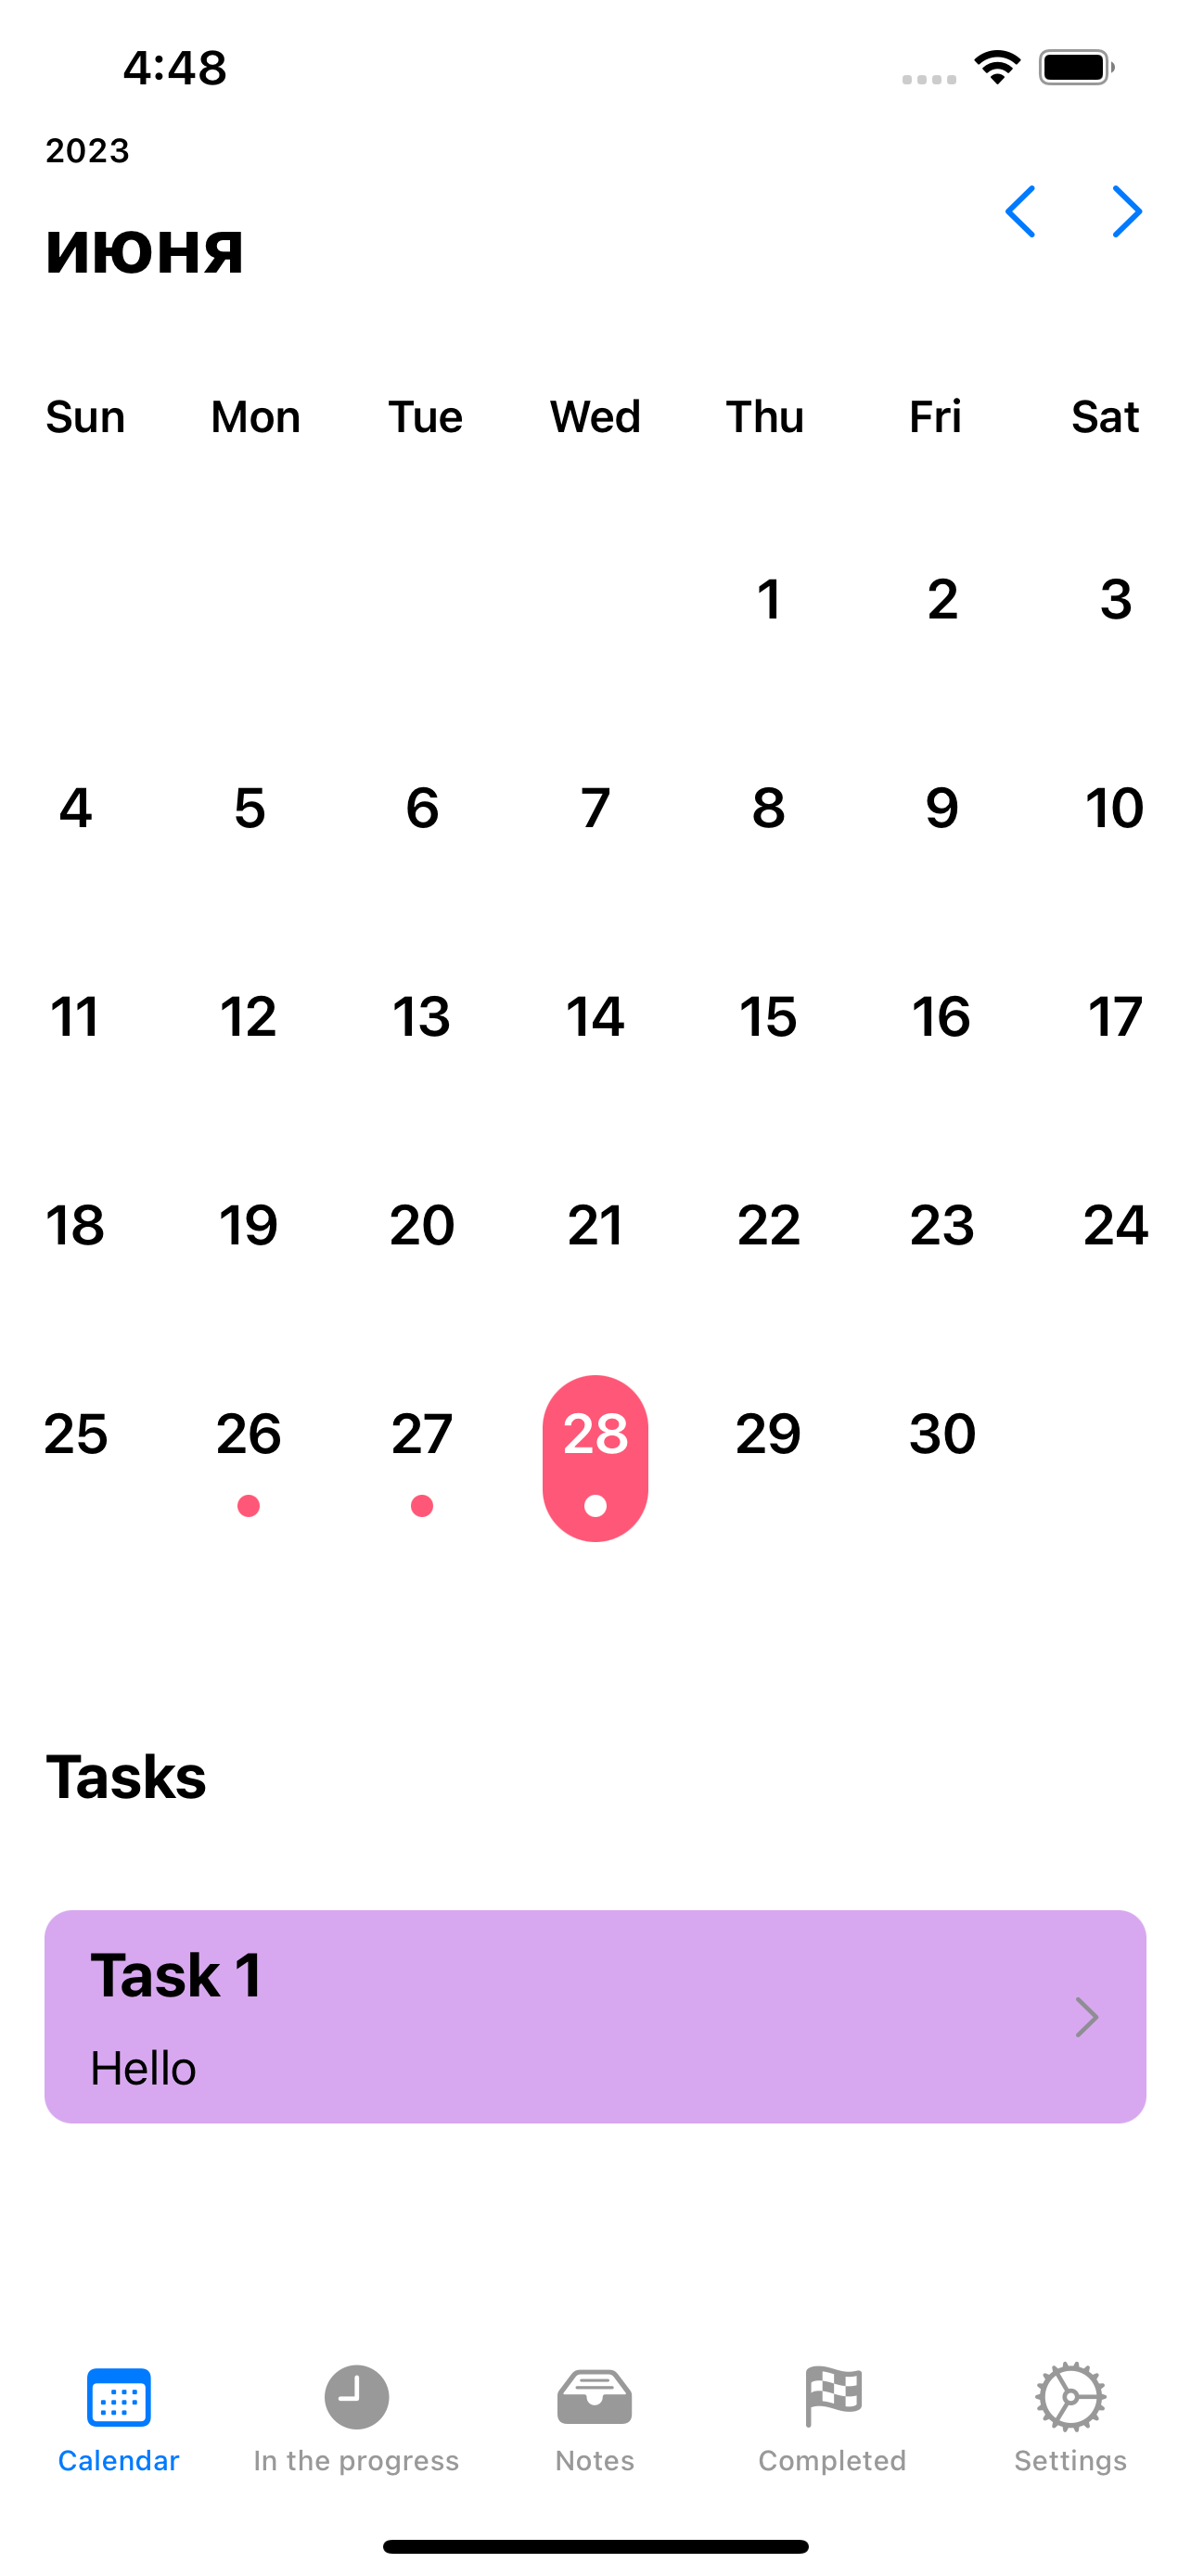 4:48
2023
июня
Sun Mon Tue Wed Thu Fri Sat
1 2 3
4 5 6 7 8 9 10
11 12 13 14 15 16 17
18 19 20 21 22 23 24
25 26 27 28 29 30
Tasks
Task 1
Hello
Calendar In the progress Notes Completed Settings